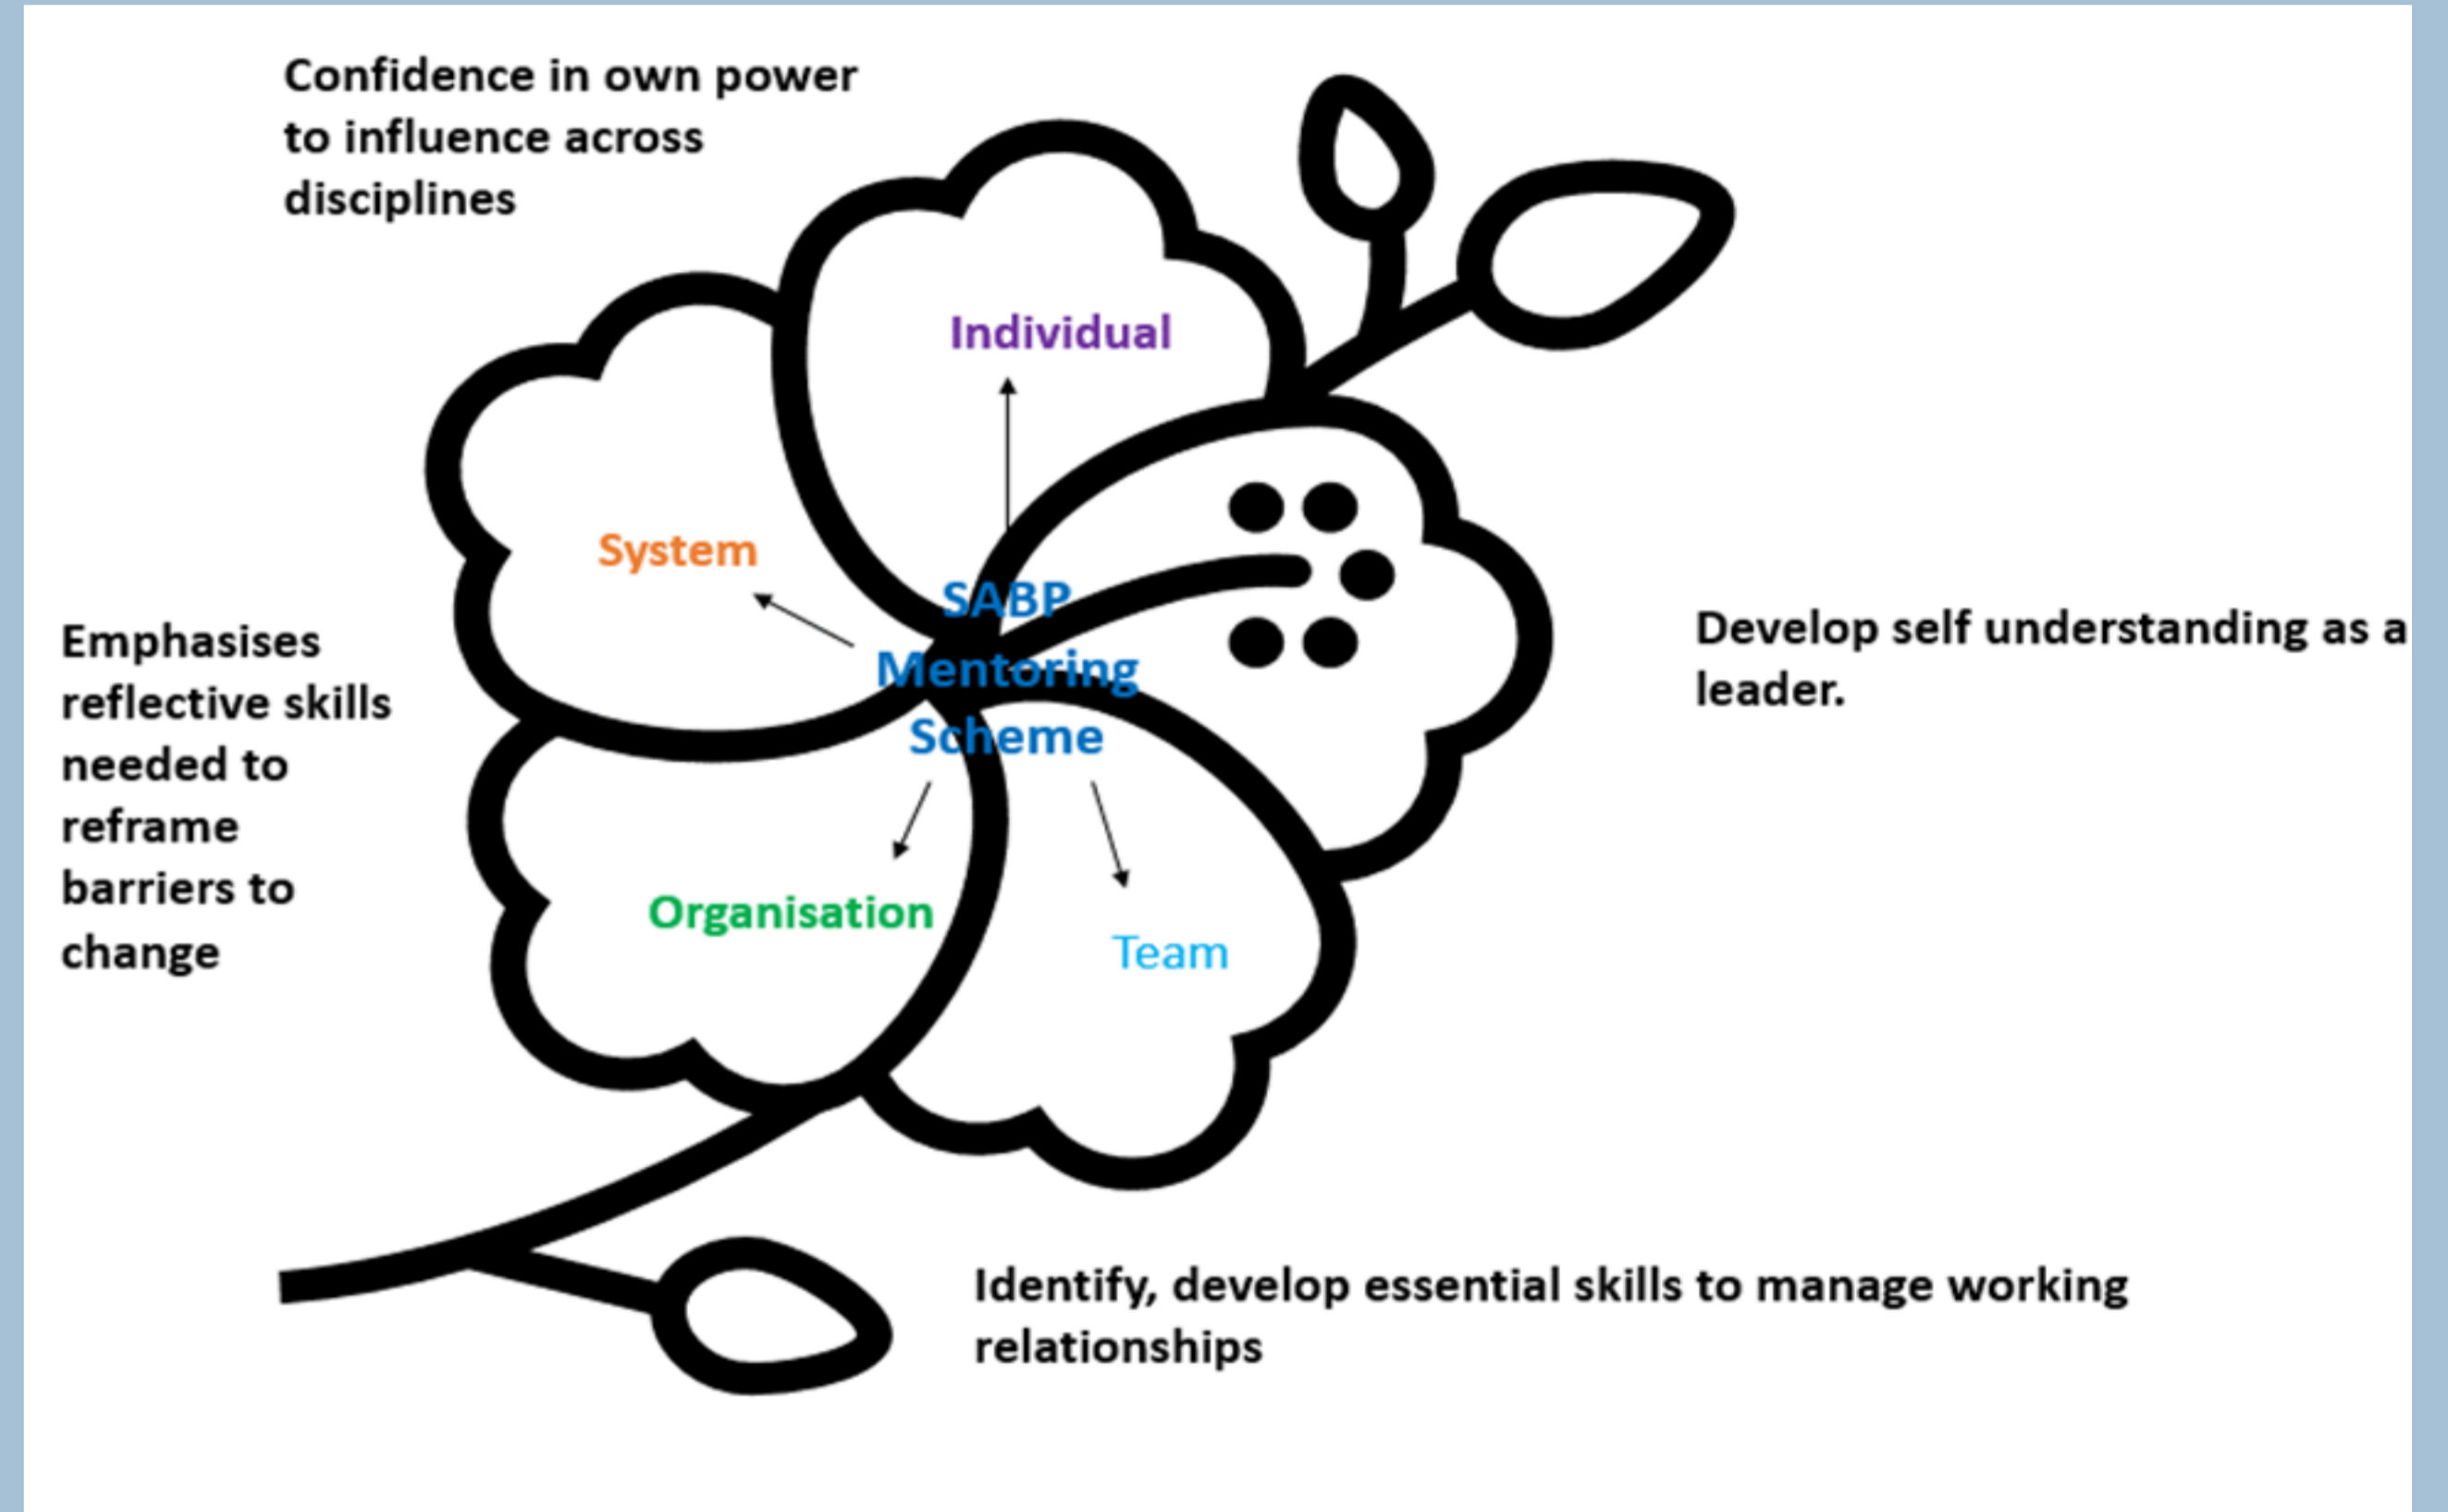 Confidence in own power
to influence across
disciplines
Individual
System
SABP
Mentoring
Scheme
Emphasises
reflective skills
needed to
reframe
barriers to
change
Develop self understanding as a
leader.
Organisation
Team
Identify, develop essential skills to manage working
relationships